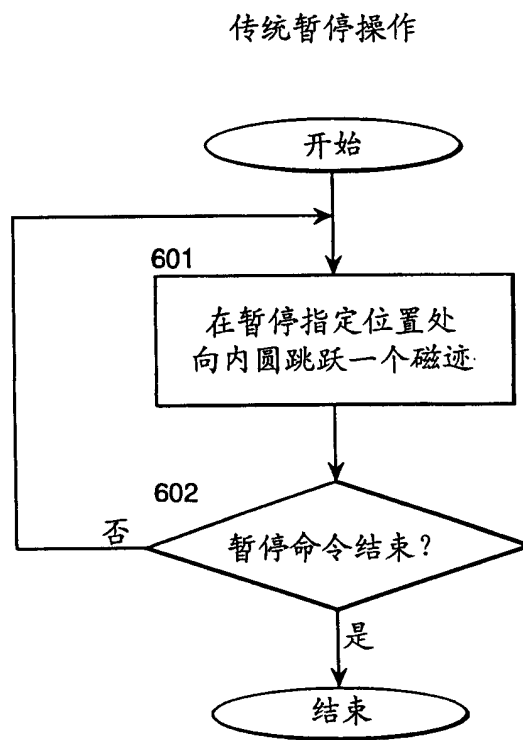 传统暂停操作
开始
601
在暂停指定位置处
向内圆跳跃一个磁迹
602
否
暂停命令结束?
是
结束